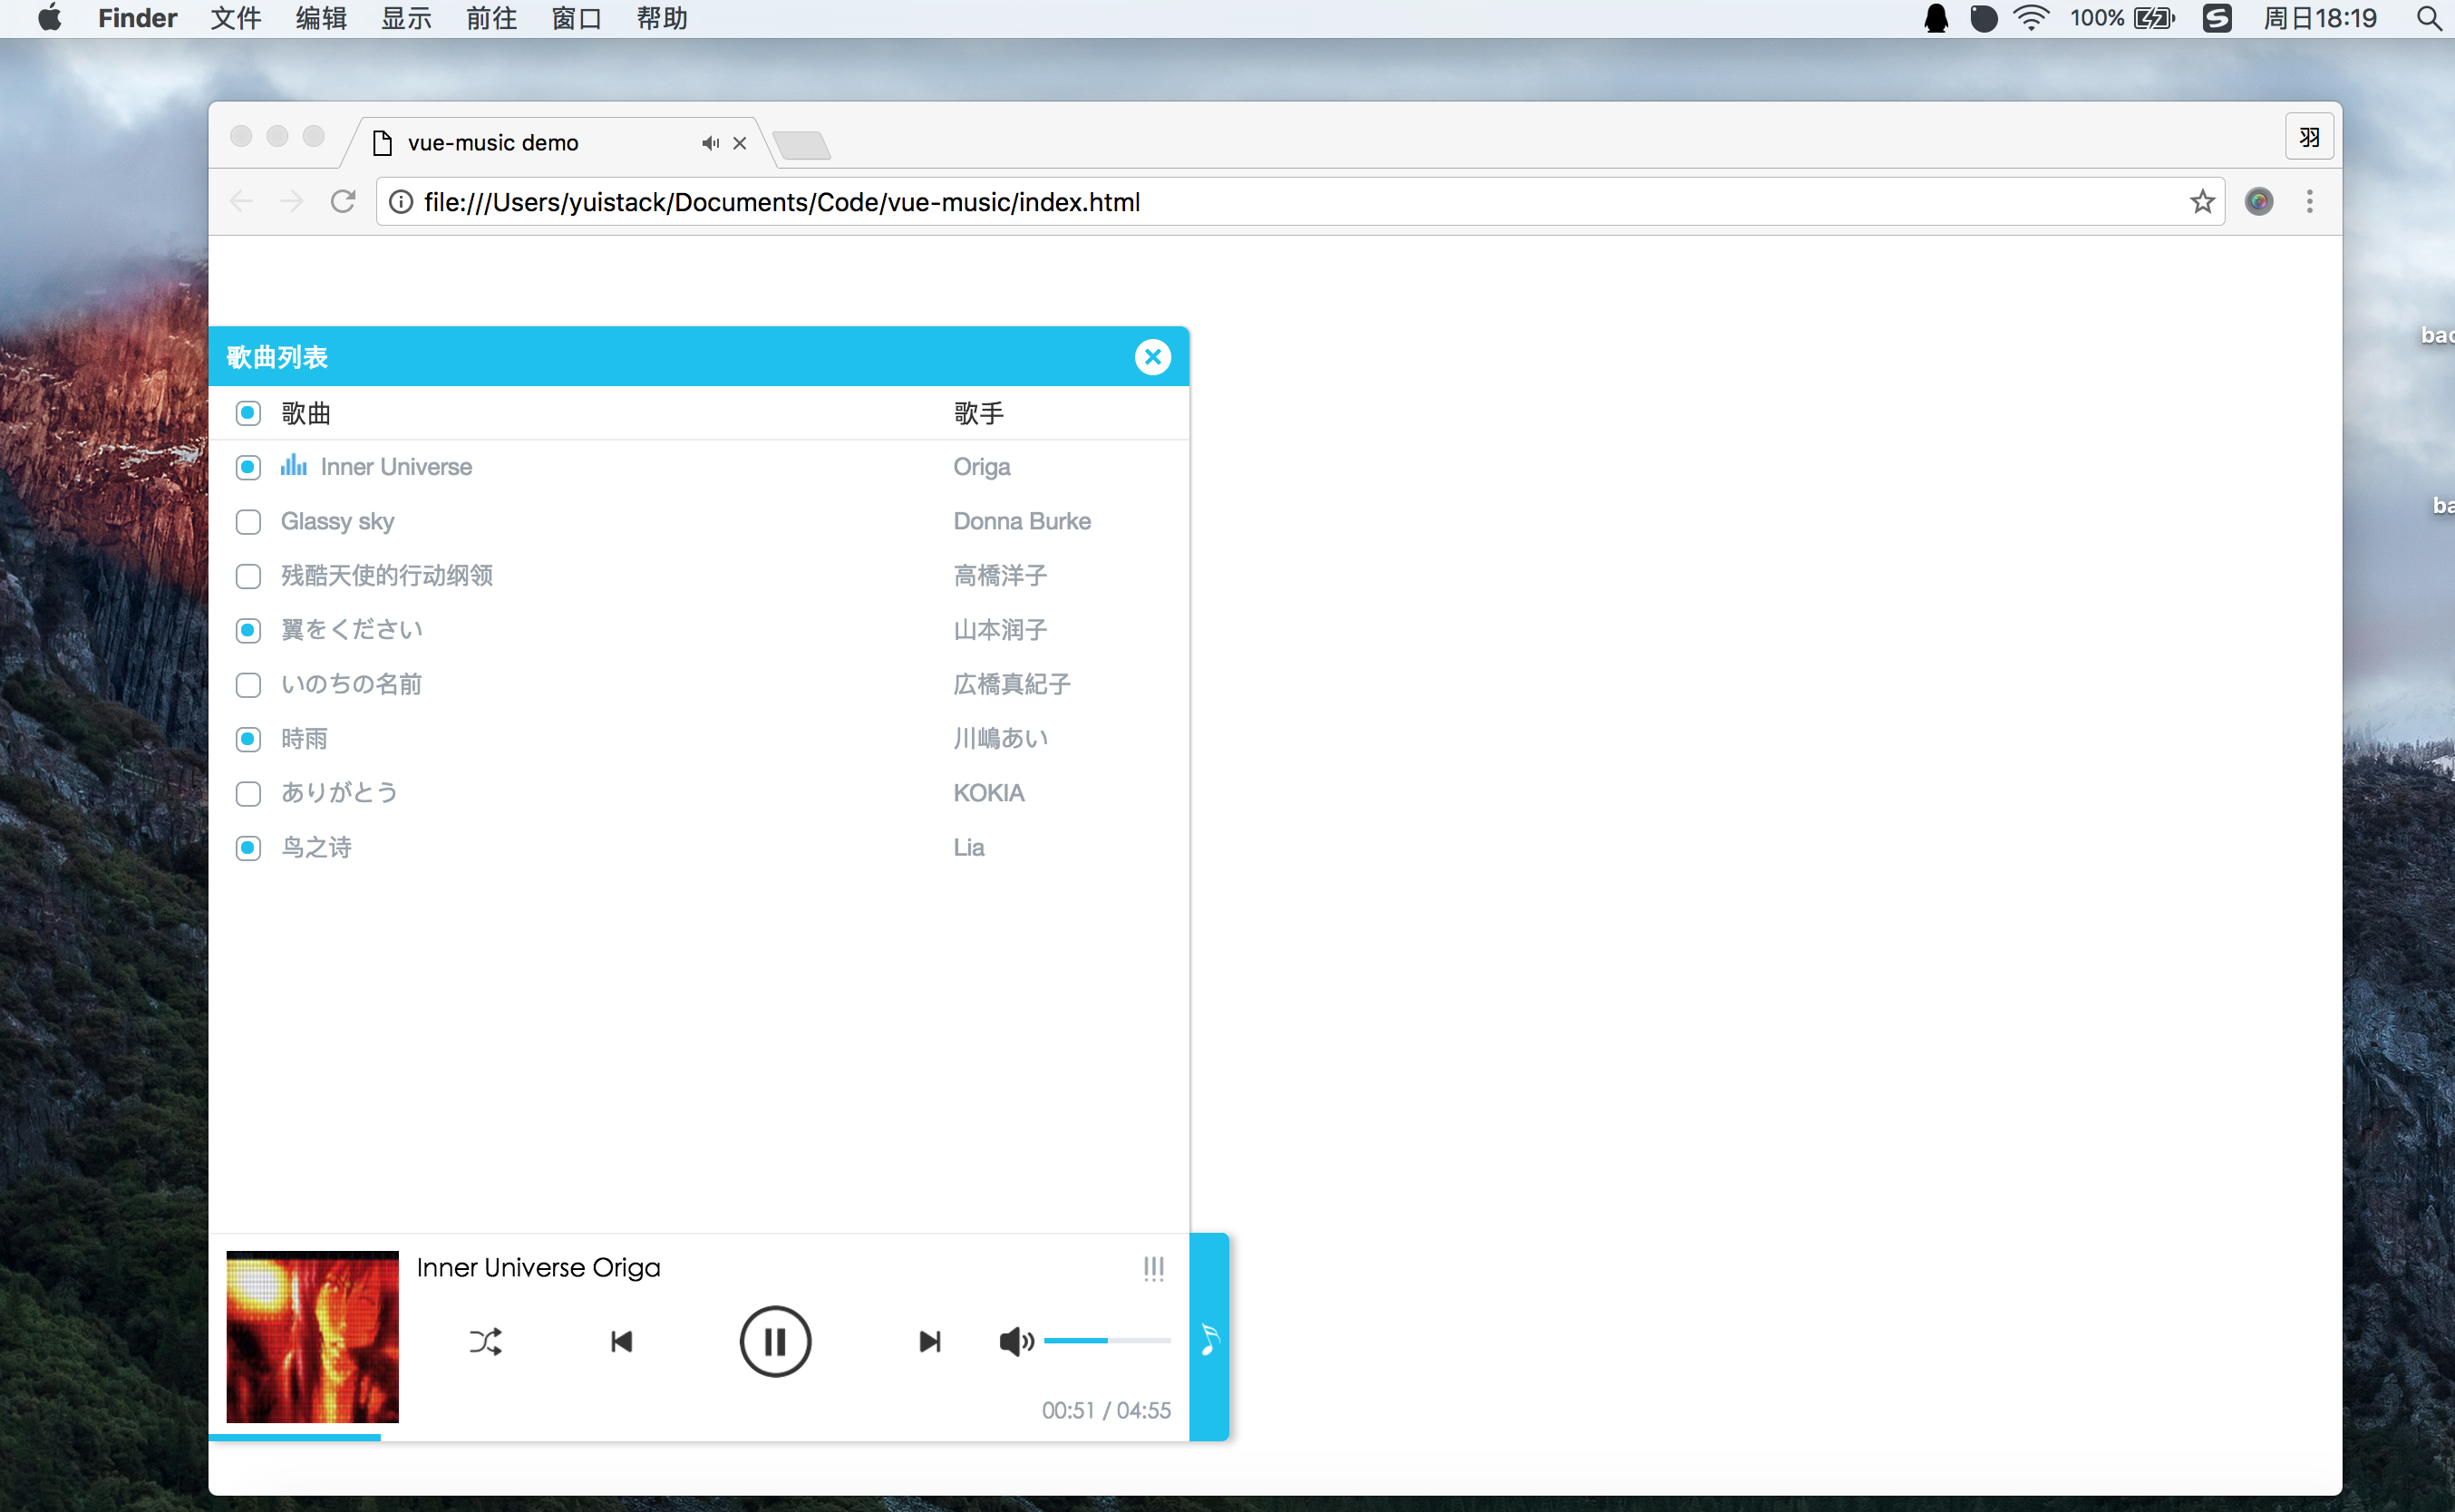 Finder 文件 编辑 显示 前往 窗口 帮助 100% 周日18:19
vue-music demo
羽
file:///Users/yuistack/Documents/Code/vue-music/index.html
歌曲列表
歌曲 歌手
Inner Universe Origa
Glassy sky Donna Burke
残酷天使的行动纲领 高橋洋子
翼をください 山本润子
いのちの名前 広橋真紀子
時雨 川嶋あい
ありがとう KOKIA
鸟之诗 Lia
Inner Universe Origa
00:51 / 04:55